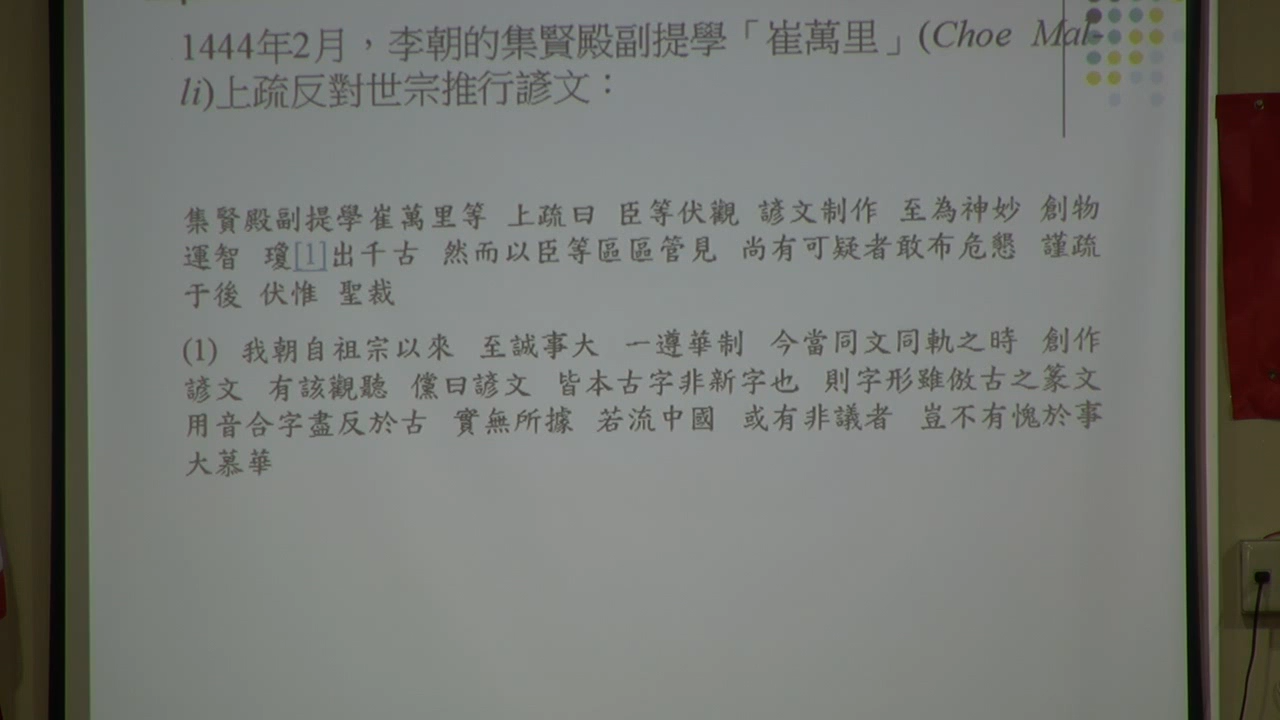 1444年2月，李朝的集賢殿副提學「崔萬里」(Choe Mal-
li)上疏反對世宗推行諺文：
集賢殿副提學崔萬里等 上疏曰 臣等伏觀 諺文制作 至為神妙 創物
運智 瓊[1]出千古 然而以臣等區區管見 尚有可疑者敢布危懇 謹疏
于後 伏惟 聖裁
(1) 我朝自祖宗以來 至誠事大 一遵華制 今當同文同軌之時 創作
諺文 有該觀聽 儻曰諺文 皆本古字非新字也 則字形雖倣古之篆文
用音合字盡反於古 實無所據 若流中國 或有非議者 豈不有愧於事
大慕華